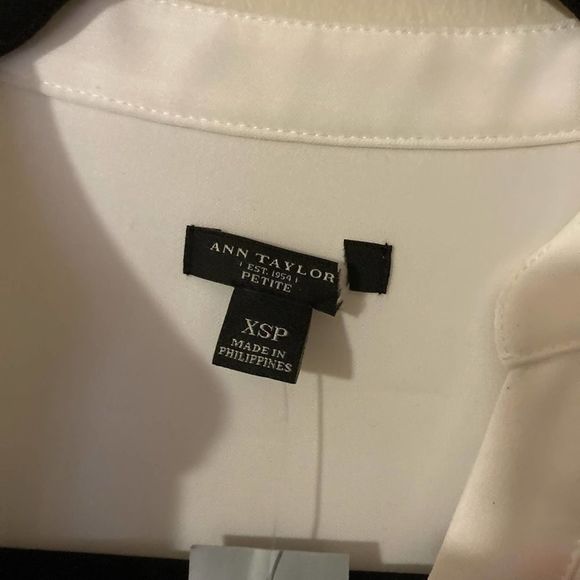 ANN TAYLOR
EST. 1954
PETITE
XSP
MADE IN
PHILIPPINES